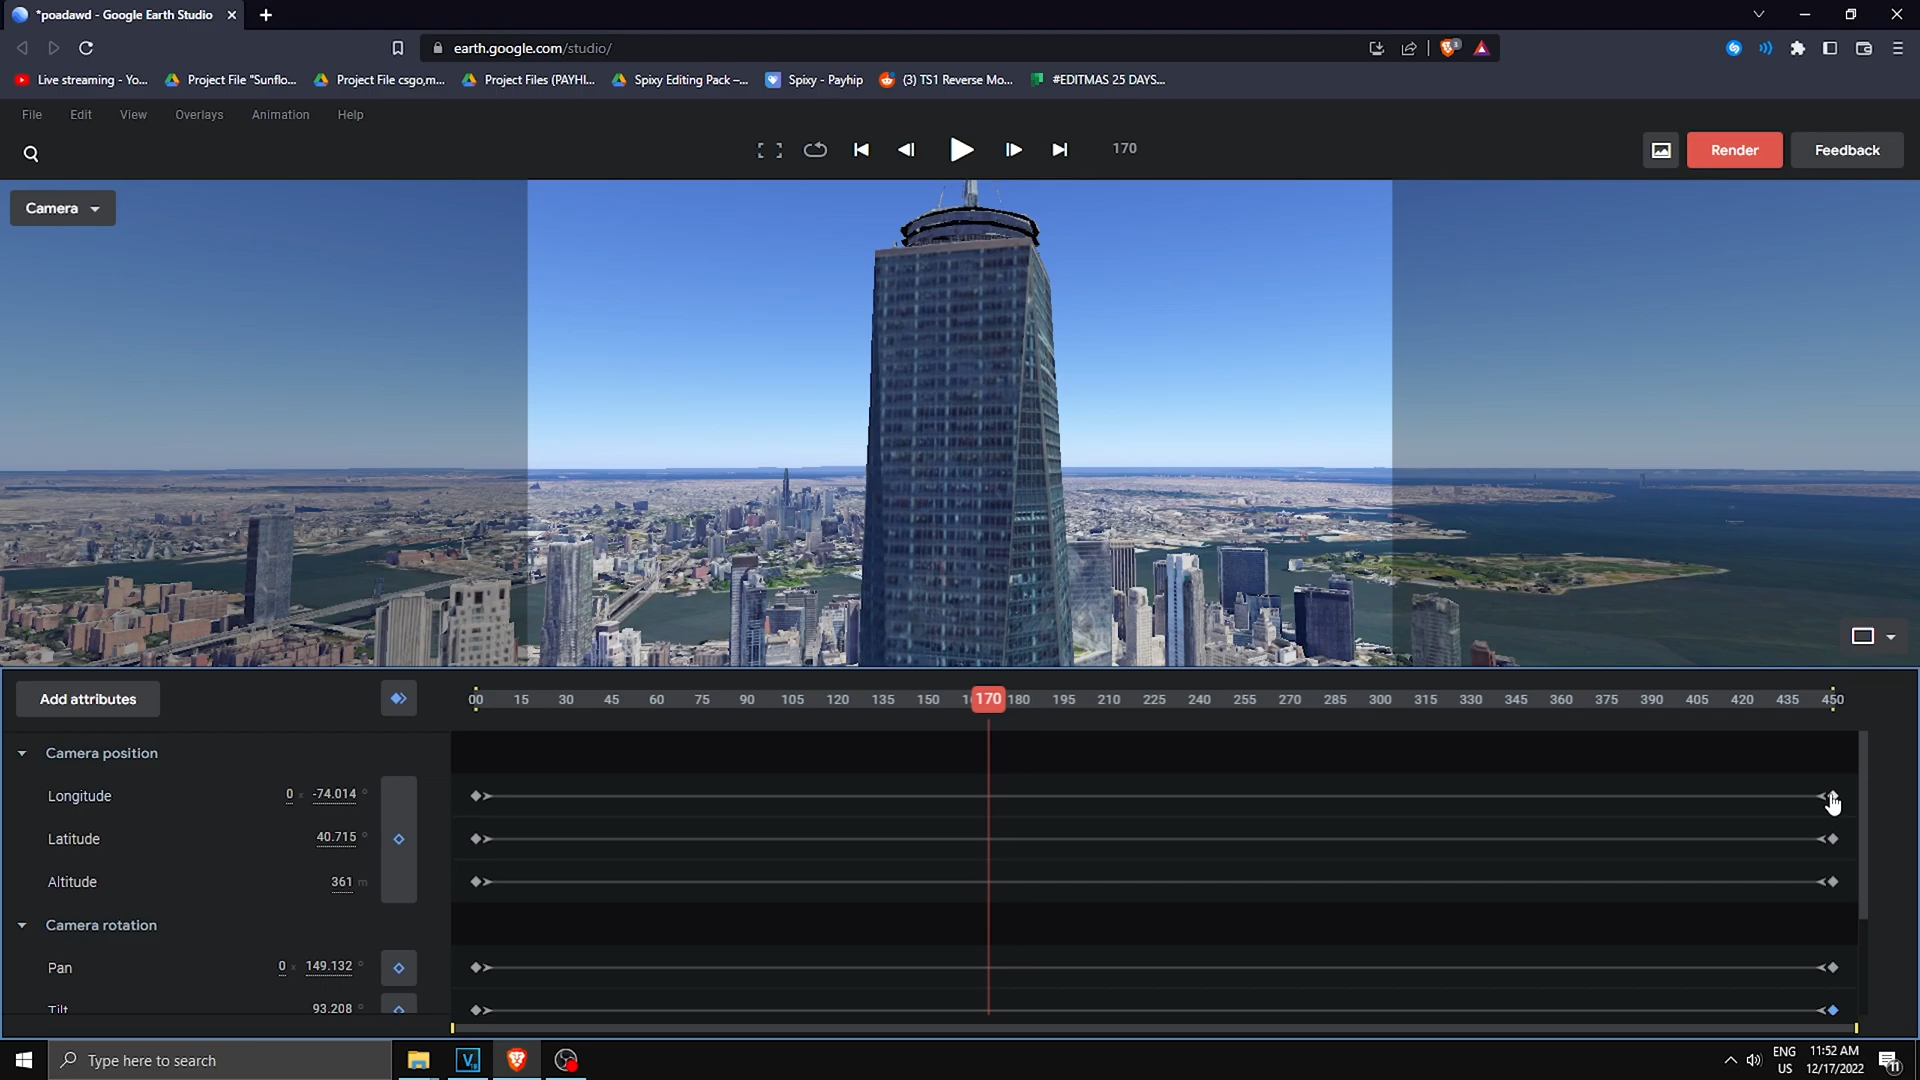 *poadawd - Google Earth Studio
earth.google.com/studio/
3
Live streaming - Yo...
Project File "Sunflo...
Project File csgo,m...
Project Files (PAYHI...
Spixy Editing Pack –...
Spixy - Payhip
(3) TS1 Reverse Mo...
#EDITMAS 25 DAYS...
File Edit View Overlays Animation Help
170
Render
Feedback
Camera
Add attributes
00 15 30 45 60 75 90 105 120 135 150 170 180 195 210 225 240 255 270 285 300 315 330 345 360 375 390 405 420 435 450
Camera position
Longitude 0 x -74.014 °
Latitude 40.715 °
Altitude 361 m
Camera rotation
Pan 0 x 149.132 °
Tilt 93.208 °
Type here to search
ENG
US
11:52 AM
12/17/2022
11